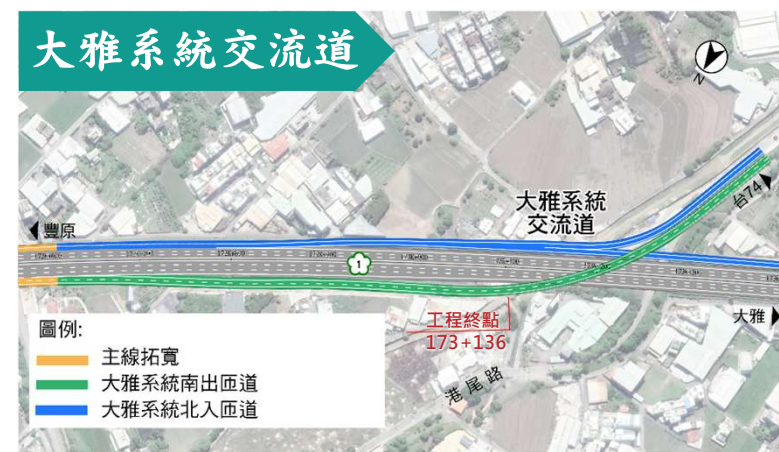 大雅系統交流道
N
大雅系統
交流道
台74
豐原
1
大雅
工程終點
173+136
港尾路
圖例:
主線拓寬
大雅系統南出匝道
大雅系統北入匝道